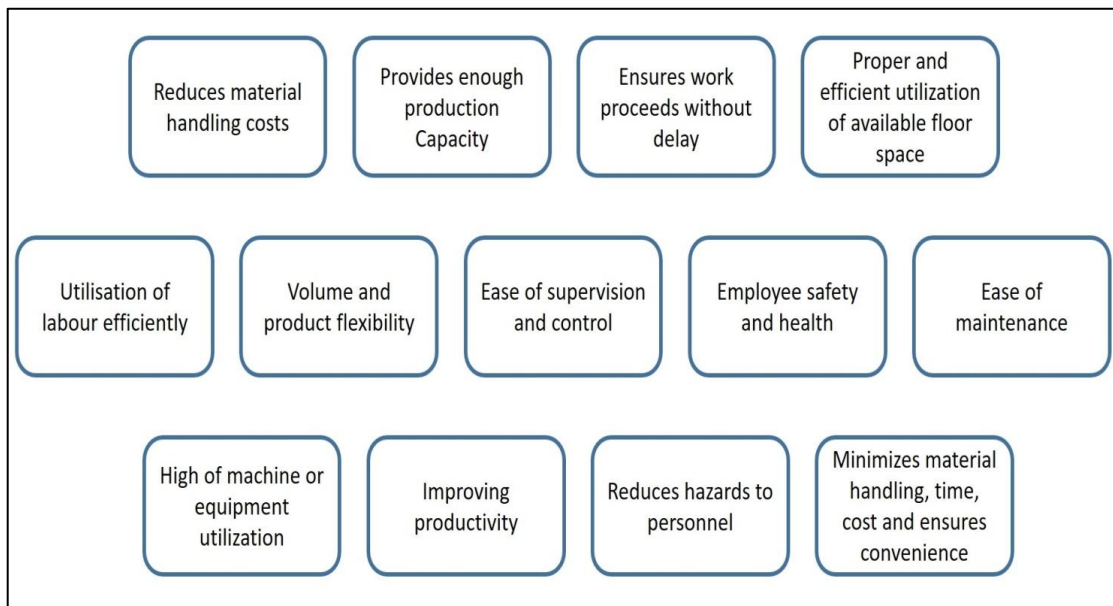 Reduces material
handling costs
Provides enough
production
Capacity
Ensures work
proceeds without
delay
Proper and
efficient utilization
of available floor
space
Utilisation of
labour efficiently
Volume and
product flexibility
Ease of supervision
and control
Employee safety
and health
Ease of
maintenance
High of machine or
equipment
utilization
Improving
productivity
Reduces hazards to
personnel
Minimizes material
handling, time,
cost and ensures
convenience